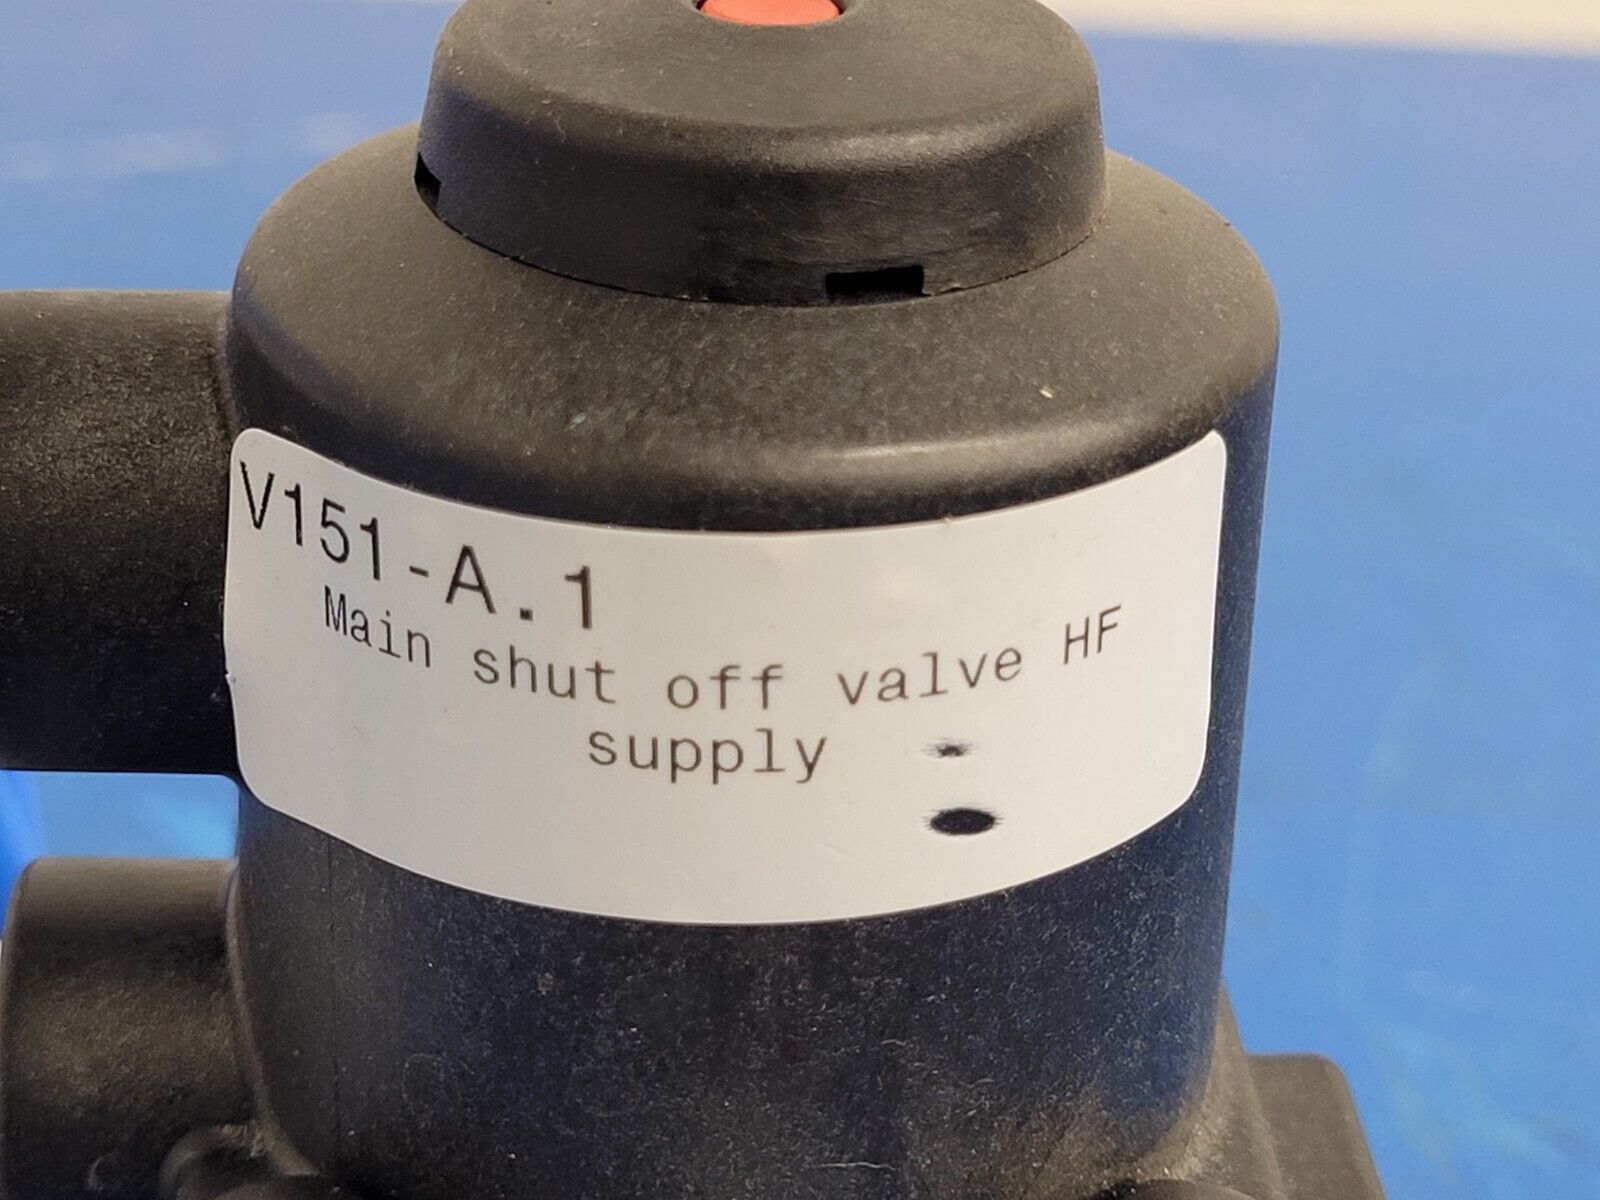 V151-A.1
Main shut off valve HF
supply